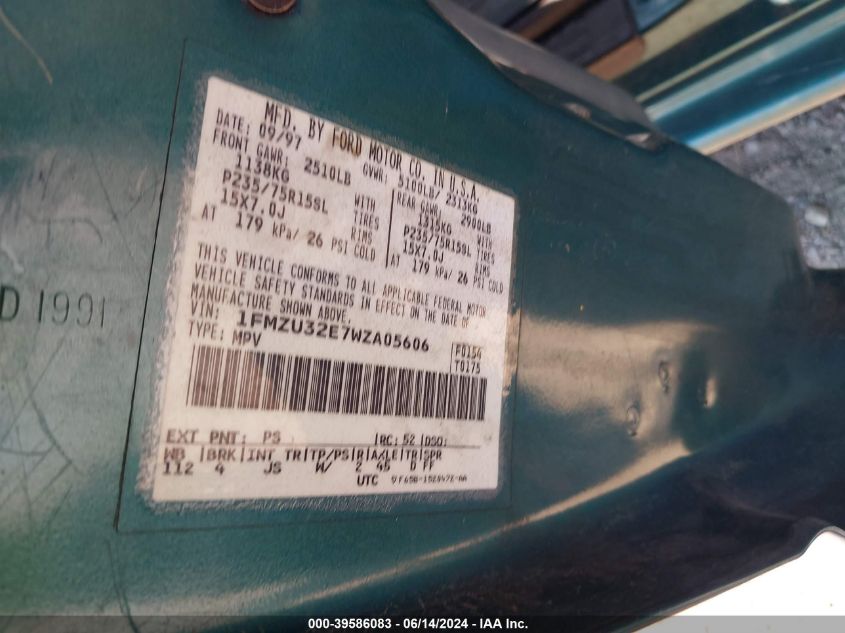 MFD. BY FORD MOTOR CO. IN U.S.A.
DATE: 09/97 GVWR: 5100LB/ 2313KG
FRONT GAWR: 2510LB REAR GAWR: 2900LB
1138KG WITH 1315KG WITH
P235/75R15SL TIRES P235/75R15SL TIRES
15X7.0J RIMS 15X7.0J RIMS
AT 179 kPa/ 26 PSI COLD AT 179 kPa/ 26 PSI COLD
THIS VEHICLE CONFORMS TO ALL APPLICABLE FEDERAL MOTOR
VEHICLE SAFETY STANDARDS IN EFFECT ON THE DATE OF
MANUFACTURE SHOWN ABOVE.
VIN: 1FMZU32E7WZA05606
TYPE: MPV
F0154
T0175
EXT PNT: PS RC: 52 DSO:
WB BRK INT TR TP/PS R AXLE TR SPR
112 4 JS W/ 2 45 D FF
UTC
D 1991
000-39586083 - 06/14/2024 - IAA Inc.